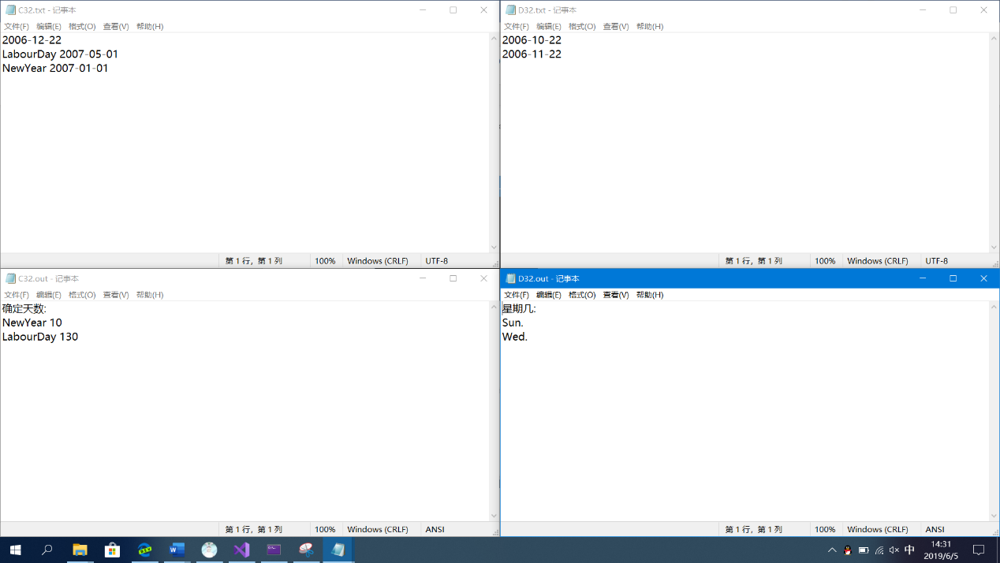 C32.txt - 记事本
文件(F) 编辑(E) 格式(O) 查看(V) 帮助(H)
2006-12-22
LabourDay 2007-05-01
NewYear 2007-01-01
第 1 行，第 1 列 100% Windows (CRLF) UTF-8
D32.txt - 记事本
文件(F) 编辑(E) 格式(O) 查看(V) 帮助(H)
2006-10-22
2006-11-22
第 1 行，第 1 列 100% Windows (CRLF) UTF-8
C32.out - 记事本
文件(F) 编辑(E) 格式(O) 查看(V) 帮助(H)
确定天数:
NewYear 10
LabourDay 130
第 1 行，第 1 列 100% Windows (CRLF) ANSI
D32.out - 记事本
文件(F) 编辑(E) 格式(O) 查看(V) 帮助(H)
星期几:
Sun.
Wed.
第 1 行，第 1 列 100% Windows (CRLF) ANSI
中
14:31
2019/6/5